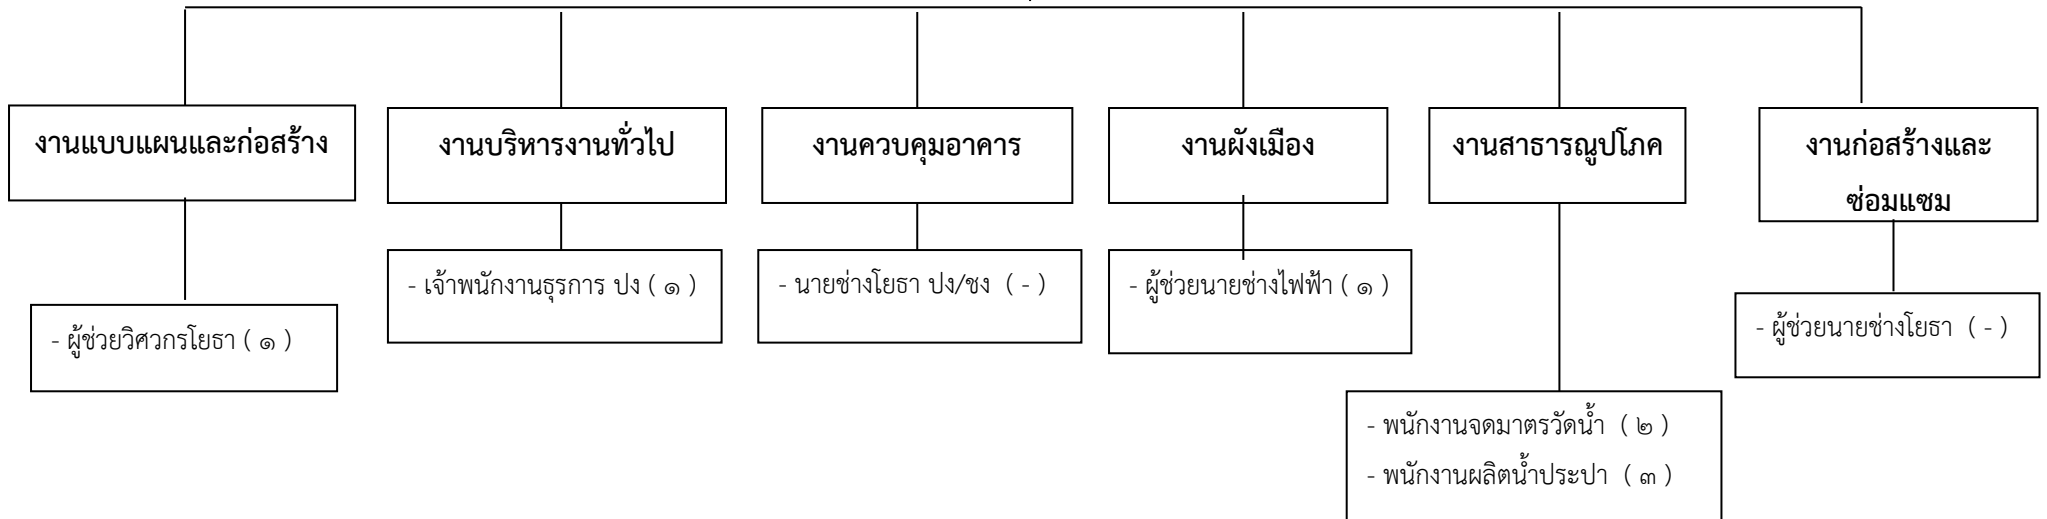 งานแบบแผนและก่อสร้าง
งานบริหารงานทั่วไป
งานควบคุมอาคาร
งานผังเมือง
งานสาธารณูปโภค
งานก่อสร้างและ
ซ่อมแซม
- ผู้ช่วยวิศวกรโยธา ( ๑ )
- เจ้าพนักงานธุรการ ปง ( ๑ )
- นายช่างโยธา ปง/ชง ( - )
- ผู้ช่วยนายช่างไฟฟ้า ( ๑ )
- พนักงานจดมาตรวัดน้ำ ( ๒ )
- พนักงานผลิตน้ำประปา ( ๓ )
- ผู้ช่วยนายช่างโยธา ( - )